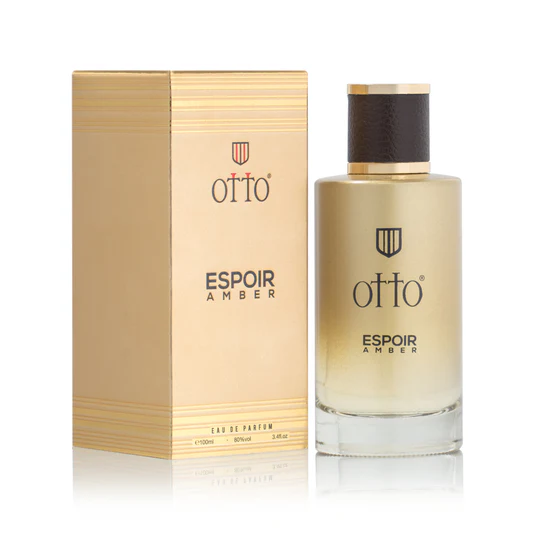 otto®
ESPOIR
AMBER
EAU DE PARFUM
℮100ml - 80%vol 3.4fl.oz
otto®
ESPOIR
AMBER